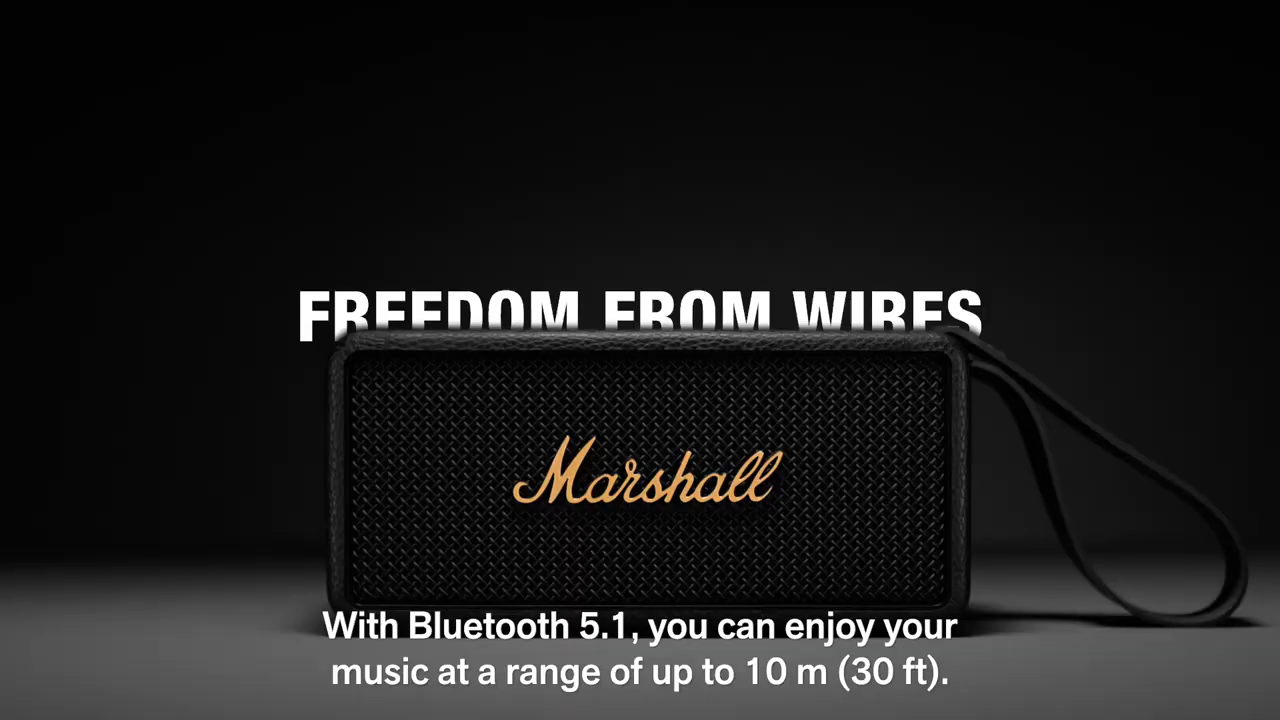 FREEDOM FROM WIRES
Marshall
With Bluetooth 5.1, you can enjoy your
music at a range of up to 10 m (30 ft).